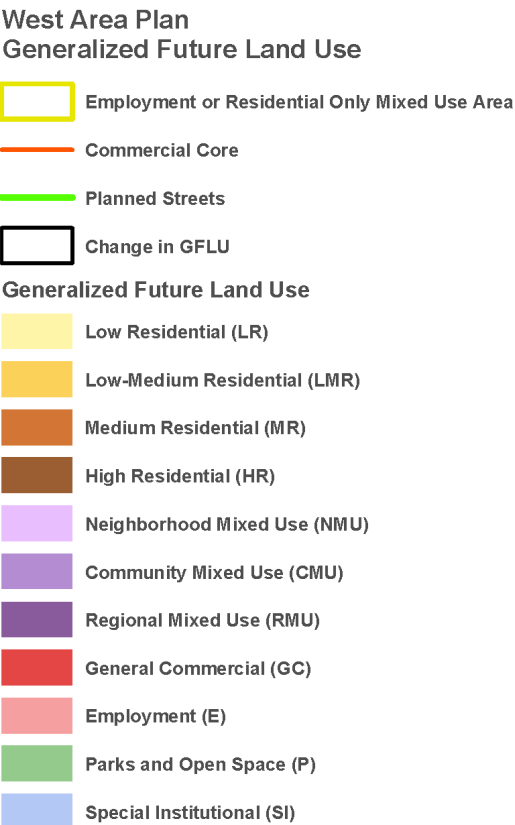 West Area Plan
Generalized Future Land Use
Employment or Residential Only Mixed Use Area
Commercial Core
Planned Streets
Change in GFLU
Generalized Future Land Use
Low Residential (LR)
Low-Medium Residential (LMR)
Medium Residential (MR)
High Residential (HR)
Neighborhood Mixed Use (NMU)
Community Mixed Use (CMU)
Regional Mixed Use (RMU)
General Commercial (GC)
Employment (E)
Parks and Open Space (P)
Special Institutional (SI)